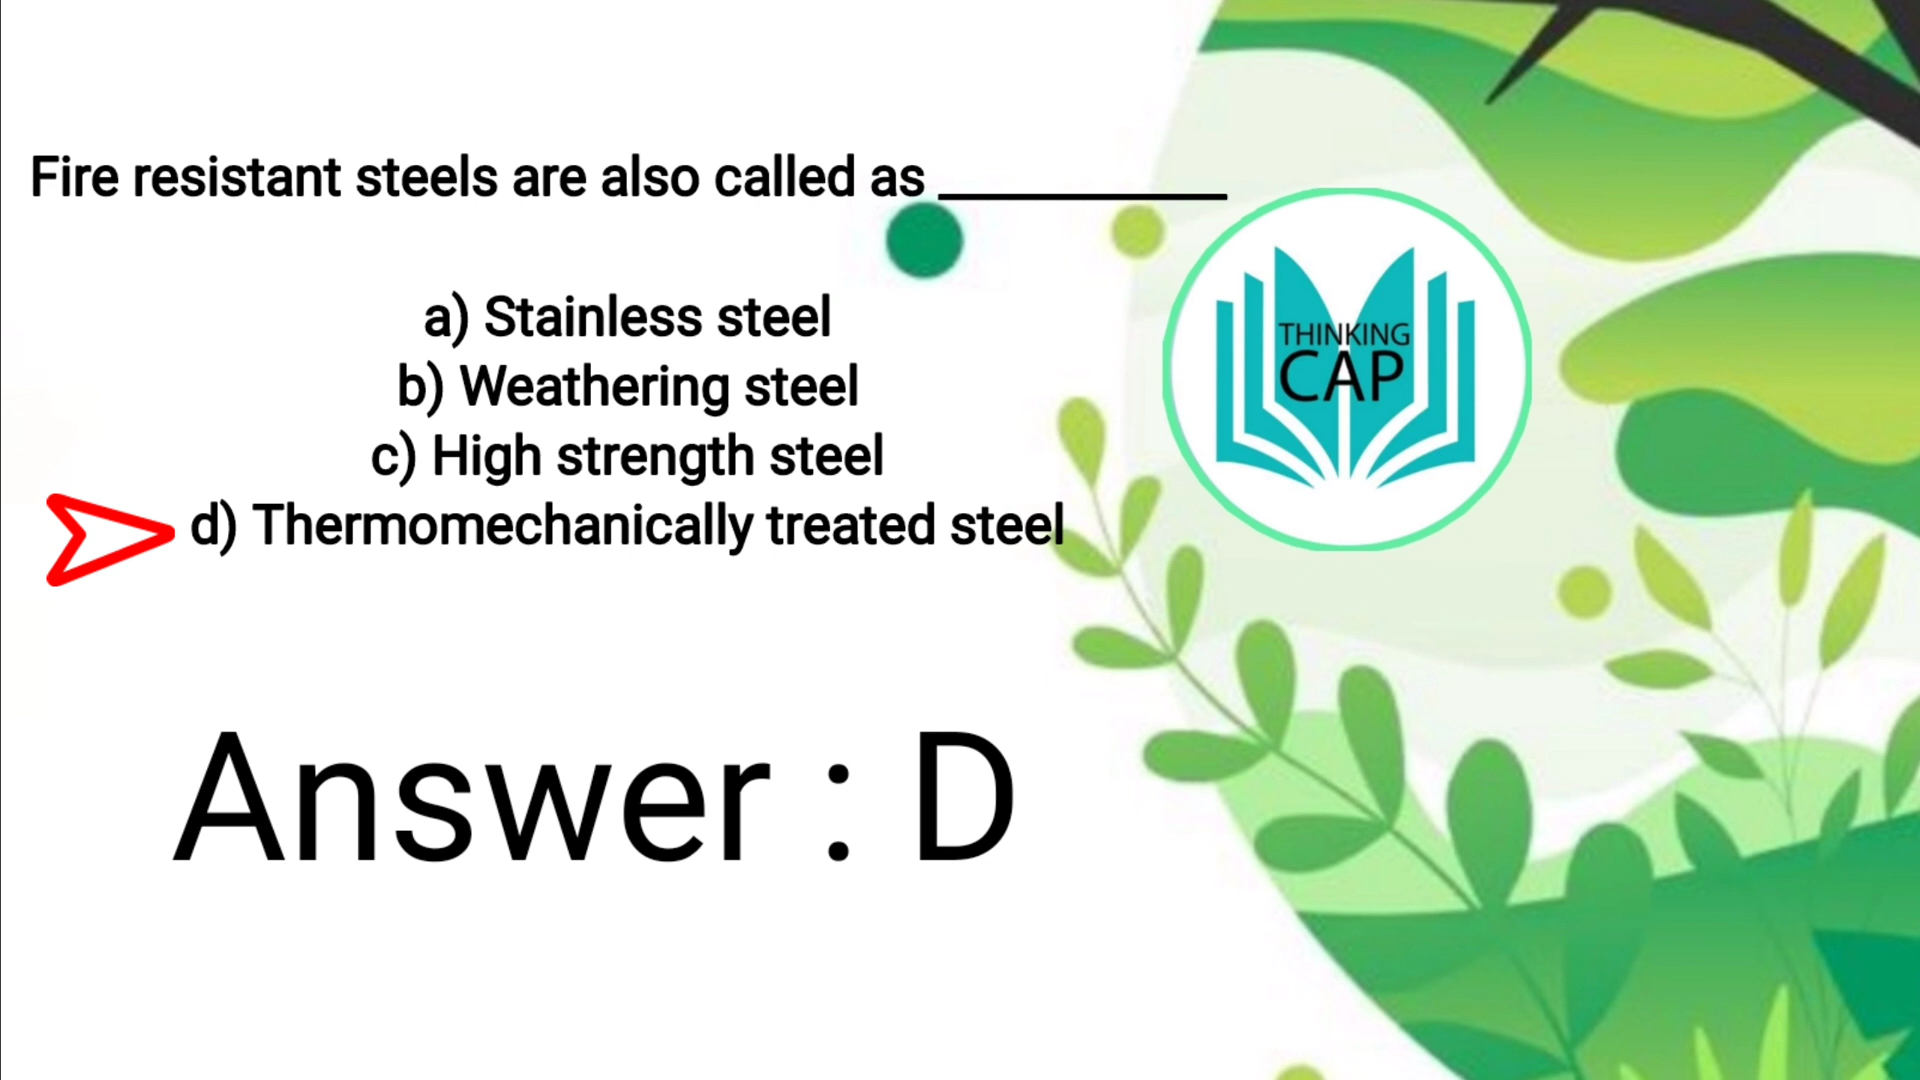 Fire resistant steels are also called as ___________
a) Stainless steel
b) Weathering steel
c) High strength steel
d) Thermomechanically treated steel
THINKING
CAP
Answer : D